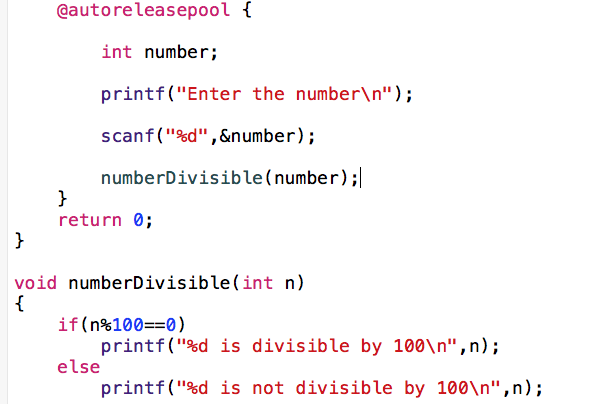 @autoreleasepool {
int number;
printf("Enter the number\n");
scanf("%d",&number);
numberDivisible(number);
}
return 0;
}
void numberDivisible(int n)
{
if(n%100==0)
printf("%d is divisible by 100\n",n);
else
printf("%d is not divisible by 100\n",n);